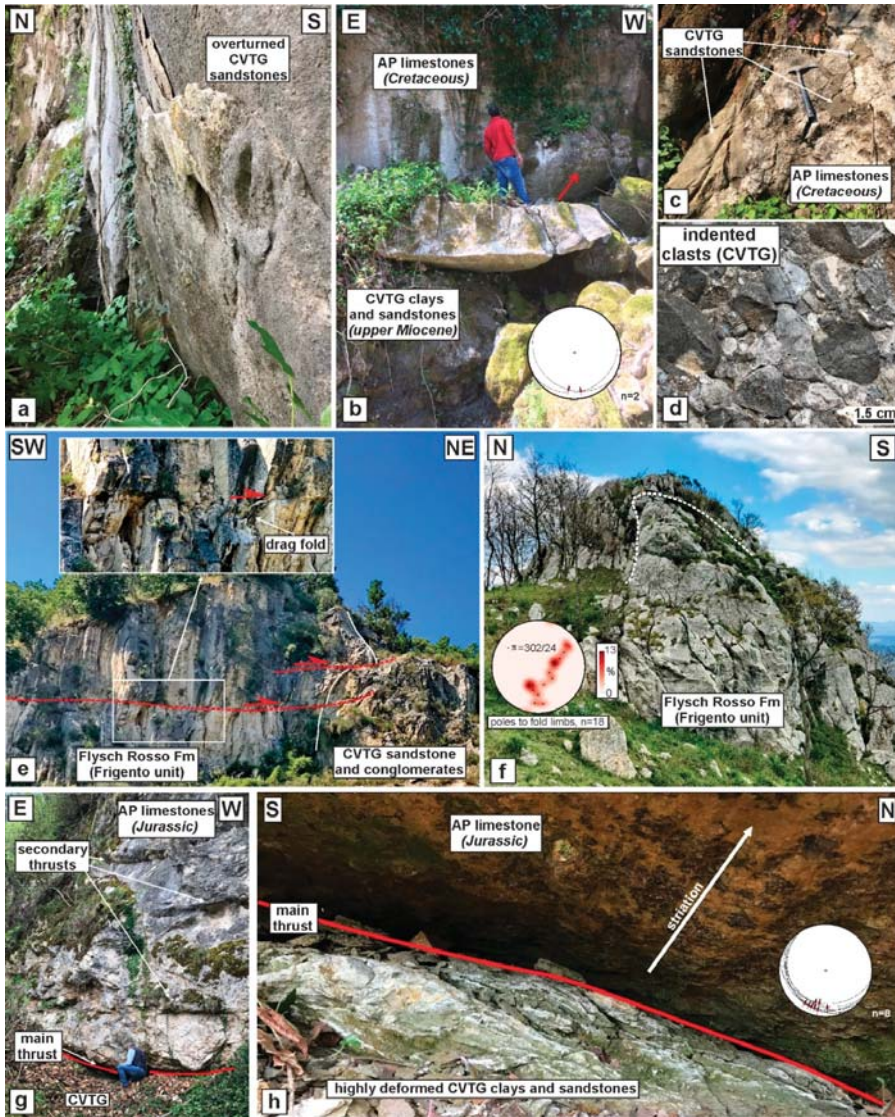 N
S
overturned
CVTG
sandstones
a
E
W
AP limestones
(Cretaceous)
CVTG clays
and sandstones
(upper Miocene)
n=2
b
CVTG
sandstones
AP limestones
(Cretaceous)
c
indented
clasts (CVTG)
1.5 cm
d
SW
NE
drag fold
Flysch Rosso Fm
(Frigento unit)
CVTG sandstone
and conglomerates
e
N
S
π=302/24
13
%
0
poles to fold limbs, n=18
Flysch Rosso Fm
(Frigento unit)
f
E
W
AP limestones
(Jurassic)
secondary
thrusts
main
thrust
CVTG
g
S
N
AP limestone
(Jurassic)
main
thrust
striation
n=8
highly deformed CVTG clays and sandstones
h